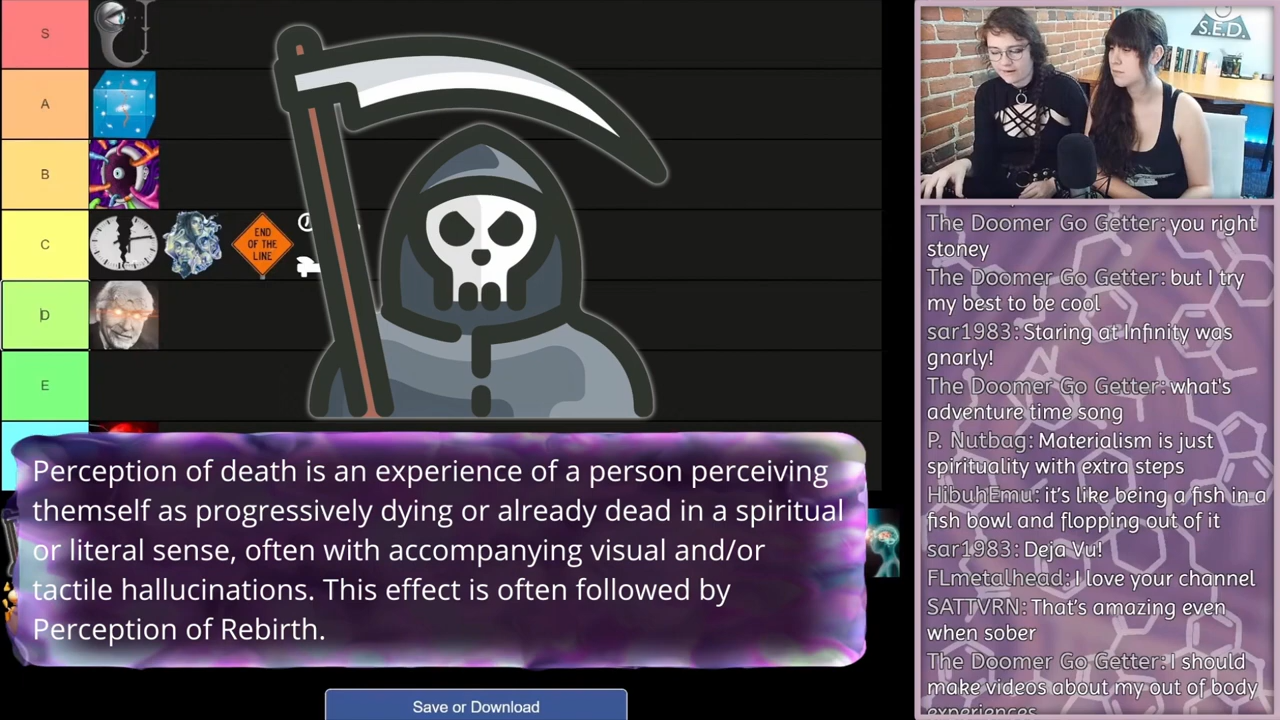 S
A
B
C
D
E
END
OF THE
LINE
Perception of death is an experience of a person perceiving
themself as progressively dying or already dead in a spiritual
or literal sense, often with accompanying visual and/or
tactile hallucinations. This effect is often followed by
Perception of Rebirth.
Save or Download
S.E.D.
The Doomer Go Getter: you right
stoney
The Doomer Go Getter: but I try
my best to be cool
sar1983: Staring at Infinity was
gnarly!
The Doomer Go Getter: what's
adventure time song
P. Nutbag: Materialism is just
spirituality with extra steps
HibuhEmu: it's like being a fish in a
fish bowl and flopping out of it
sar1983: Deja Vu!
FLmetalhead: I love your channel
SATTVRN: That's amazing even
when sober
The Doomer Go Getter: I should
make videos about my out of body
experiences